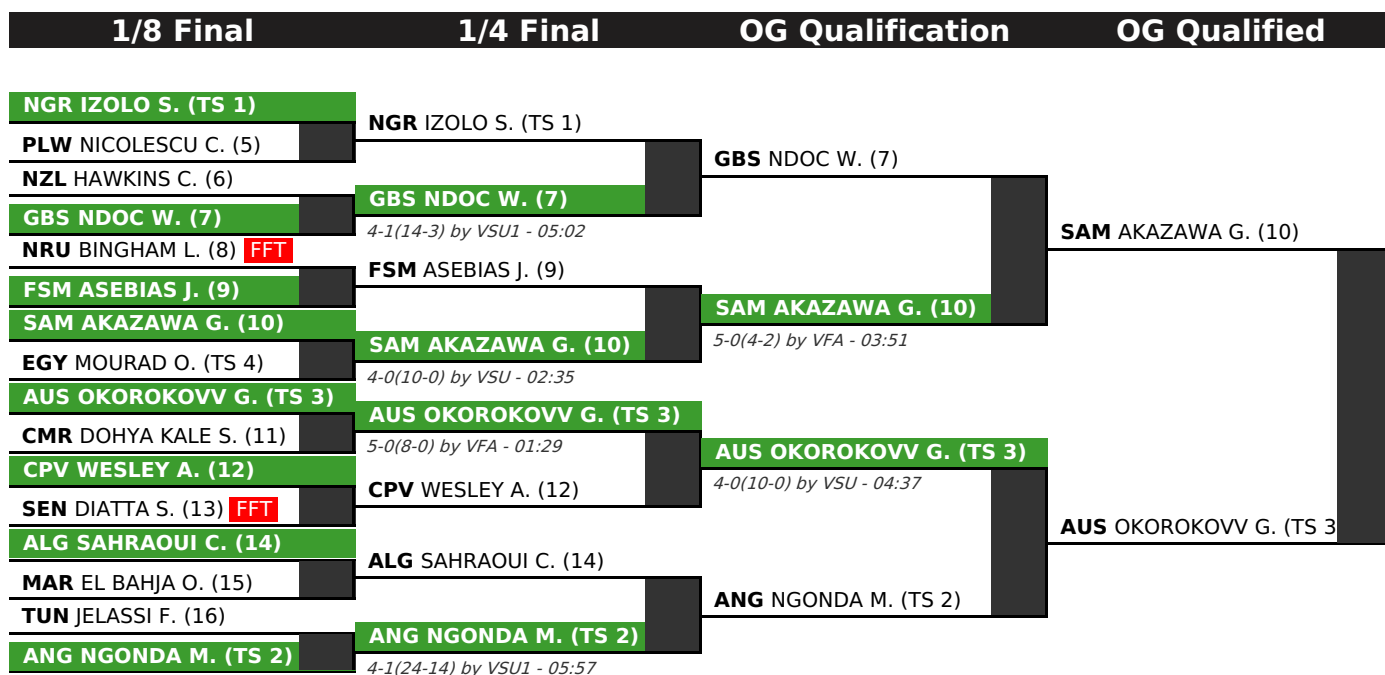 1/8 Final
1/4 Final
OG Qualification
OG Qualified
NGR IZOLO S. (TS 1)
PLW NICOLESCU C. (5)
NZL HAWKINS C. (6)
GBS NDOC W. (7)
NRU BINGHAM L. (8) FFT
FSM ASEBIAS J. (9)
SAM AKAZAWA G. (10)
EGY MOURAD O. (TS 4)
AUS OKOROKOVV G. (TS 3)
CMR DOHYA KALE S. (11)
CPV WESLEY A. (12)
SEN DIATTA S. (13) FFT
ALG SAHRAOUI C. (14)
MAR EL BAHJA O. (15)
TUN JELASSI F. (16)
ANG NGONDA M. (TS 2)
NGR IZOLO S. (TS 1)
GBS NDOC W. (7)
4-1(14-3) by VSU1 - 05:02
FSM ASEBIAS J. (9)
SAM AKAZAWA G. (10)
4-0(10-0) by VSU - 02:35
AUS OKOROKOVV G. (TS 3)
5-0(8-0) by VFA - 01:29
CPV WESLEY A. (12)
ALG SAHRAOUI C. (14)
ANG NGONDA M. (TS 2)
4-1(24-14) by VSU1 - 05:57
GBS NDOC W. (7)
SAM AKAZAWA G. (10)
5-0(4-2) by VFA - 03:51
AUS OKOROKOVV G. (TS 3)
4-0(10-0) by VSU - 04:37
ANG NGONDA M. (TS 2)
SAM AKAZAWA G. (10)
AUS OKOROKOVV G. (TS 3